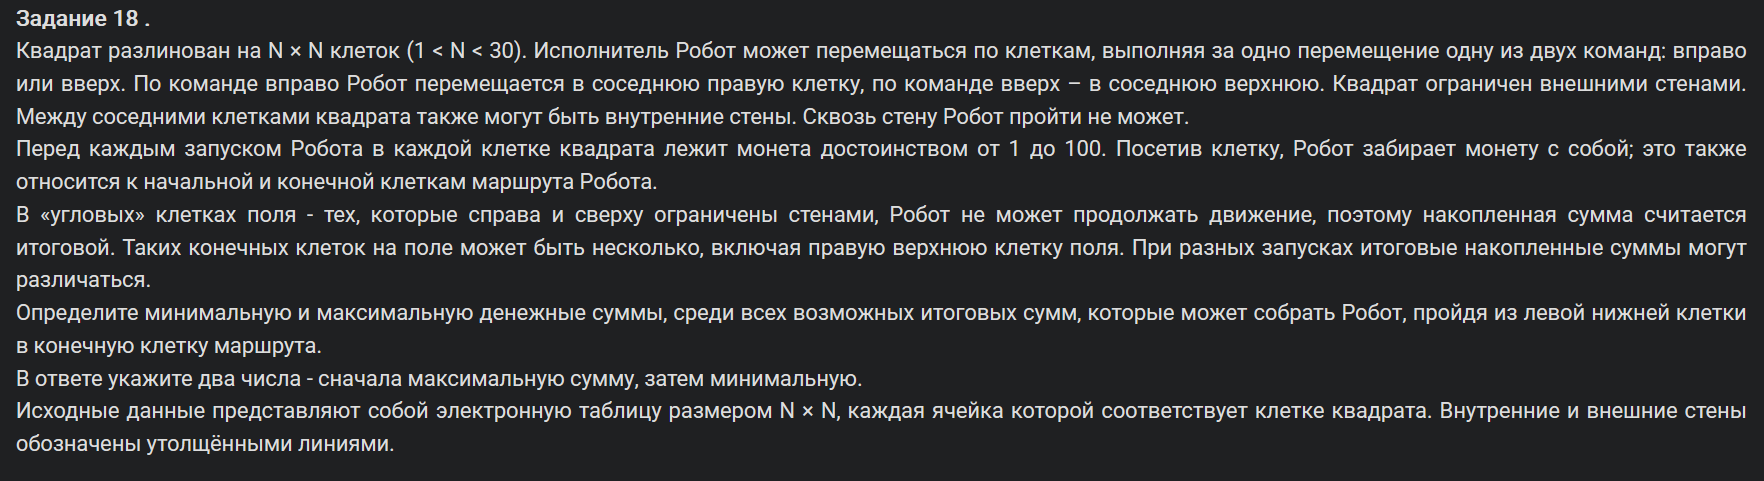 Задание 18 .
Квадрат разлинован на N × N клеток (1 < N < 30). Исполнитель Робот может перемещаться по клеткам, выполняя за одно перемещение одну из двух команд: вправо
или вверх. По команде вправо Робот перемещается в соседнюю правую клетку, по команде вверх – в соседнюю верхнюю. Квадрат ограничен внешними стенами.
Между соседними клетками квадрата также могут быть внутренние стены. Сквозь стену Робот пройти не может.
Перед каждым запуском Робота в каждой клетке квадрата лежит монета достоинством от 1 до 100. Посетив клетку, Робот забирает монету с собой; это также
относится к начальной и конечной клеткам маршрута Робота.
В «угловых» клетках поля - тех, которые справа и сверху ограничены стенами, Робот не может продолжать движение, поэтому накопленная сумма считается
итоговой. Таких конечных клеток на поле может быть несколько, включая правую верхнюю клетку поля. При разных запусках итоговые накопленные суммы могут
различаться.
Определите минимальную и максимальную денежные суммы, среди всех возможных итоговых сумм, которые может собрать Робот, пройдя из левой нижней клетки
в конечную клетку маршрута.
В ответе укажите два числа - сначала максимальную сумму, затем минимальную.
Исходные данные представляют собой электронную таблицу размером N × N, каждая ячейка которой соответствует клетке квадрата. Внутренние и внешние стены
обозначены утолщёнными линиями.